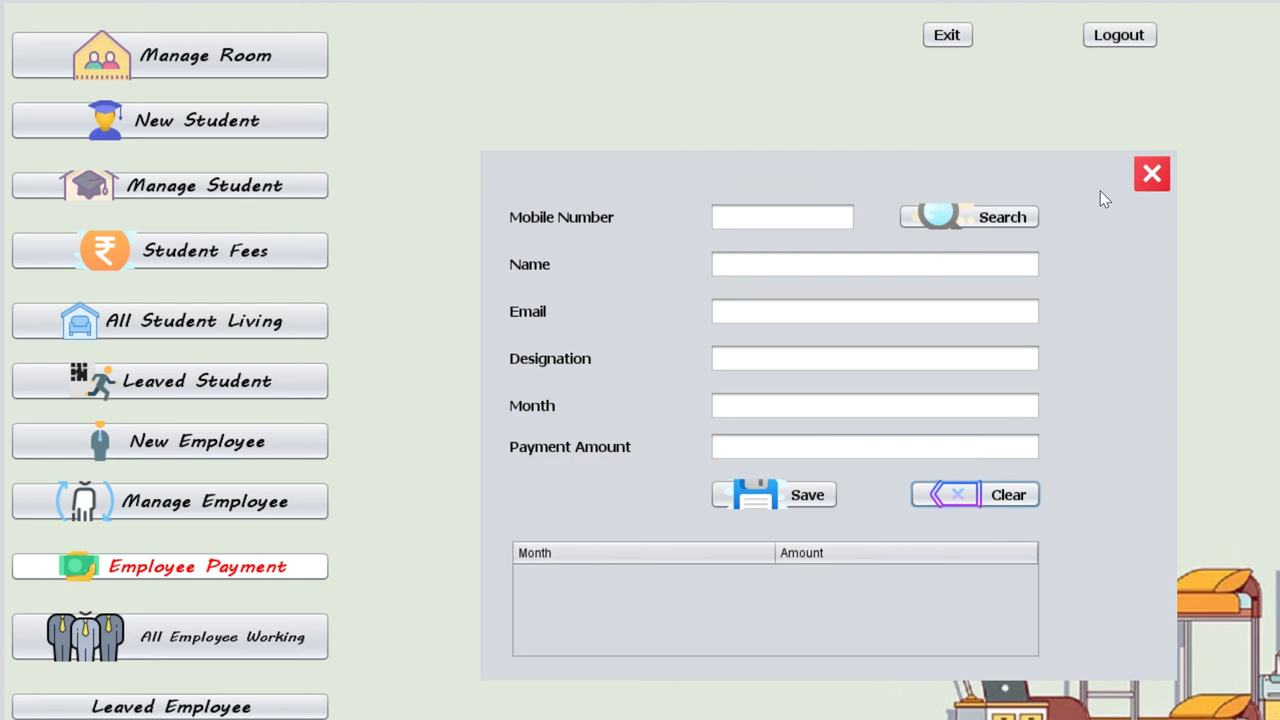 Manage Room
New Student
Manage Student
Student Fees
All Student Living
Leaved Student
New Employee
Manage Employee
Employee Payment
All Employee Working
Leaved Employee
Exit Logout
Mobile Number Search
Name
Email
Designation
Month
Payment Amount
Save Clear
Month Amount